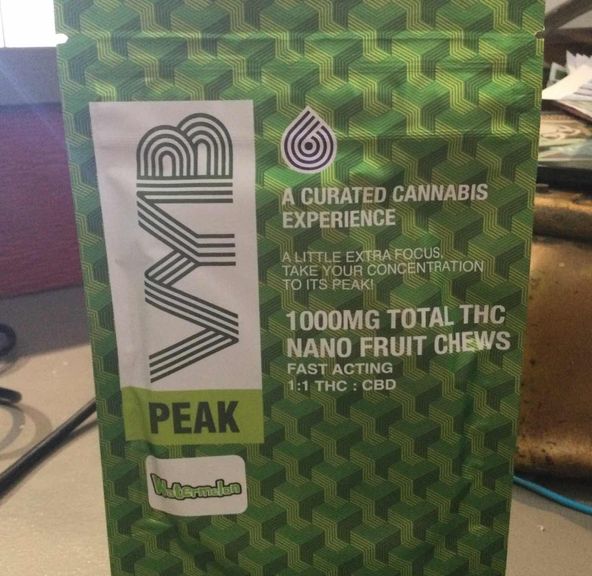 VYB
PEAK
Watermelon
A CURATED CANNABIS
EXPERIENCE
A LITTLE EXTRA FOCUS,
TAKE YOUR CONCENTRATION
TO ITS PEAK!
1000MG TOTAL THC
NANO FRUIT CHEWS
FAST ACTING
1:1 THC : CBD